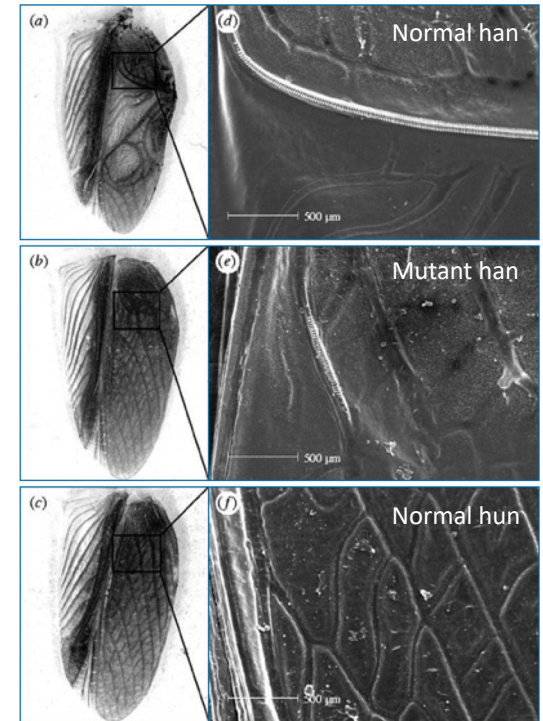 (a)
(d)
Normal han
500 µm
(b)
(e)
Mutant han
500 µm
(c)
(f)
Normal hun
500 µm